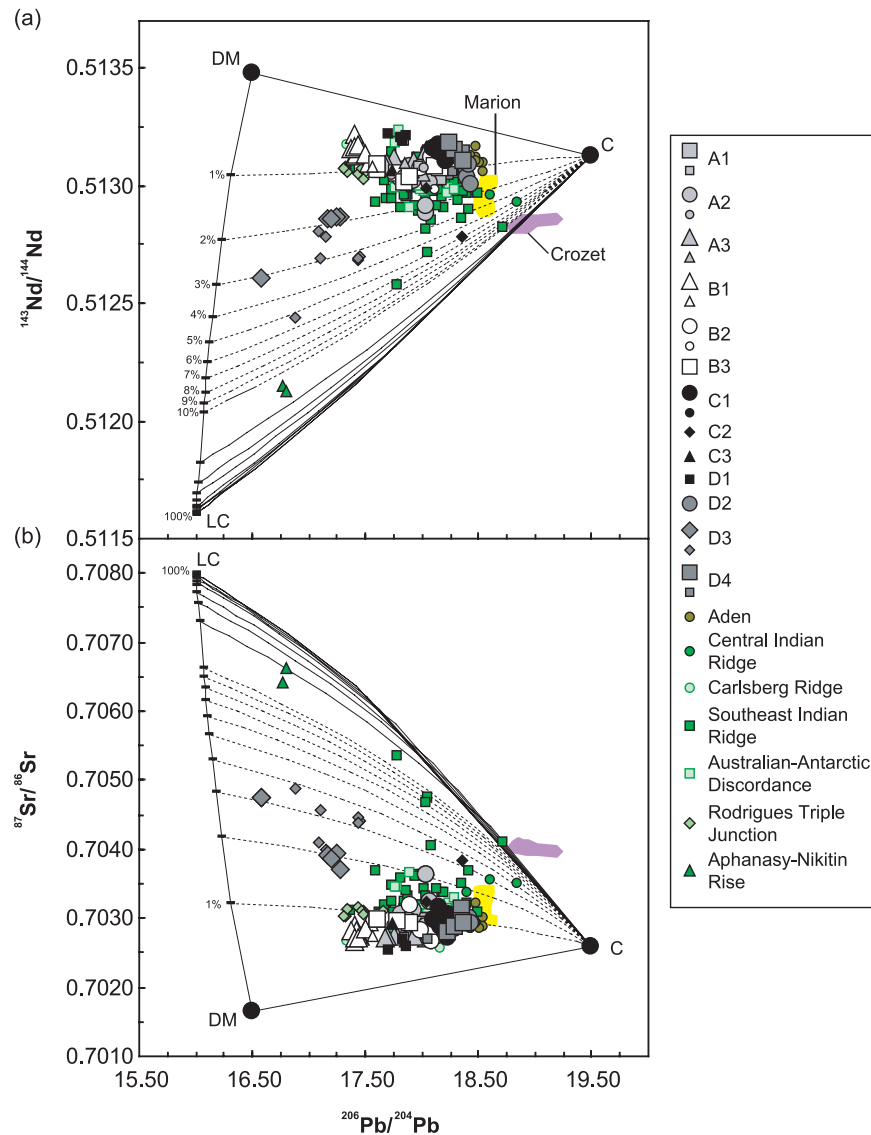 (a)
0.5135
0.5130
0.5125
0.5120
0.5115
¹⁴³Nd/¹⁴⁴Nd
DM
Marion
C
Crozet
1%
2%
3%
4%
5%
6%
7%
8%
9%
10%
100%
LC
(b)
LC
100%
0.7080
0.7070
0.7060
0.7050
0.7040
0.7030
0.7020
0.7010
⁸⁷Sr/⁸⁶Sr
1%
DM
C
15.50
16.50
17.50
18.50
19.50
²⁰⁶Pb/²⁰⁴Pb
A1
A2
A3
B1
B2
B3
C1
C2
C3
D1
D2
D3
D4
Aden
Central Indian
Ridge
Carlsberg Ridge
Southeast Indian
Ridge
Australian-Antarctic
Discordance
Rodrigues Triple
Junction
Aphanasy-Nikitin
Rise